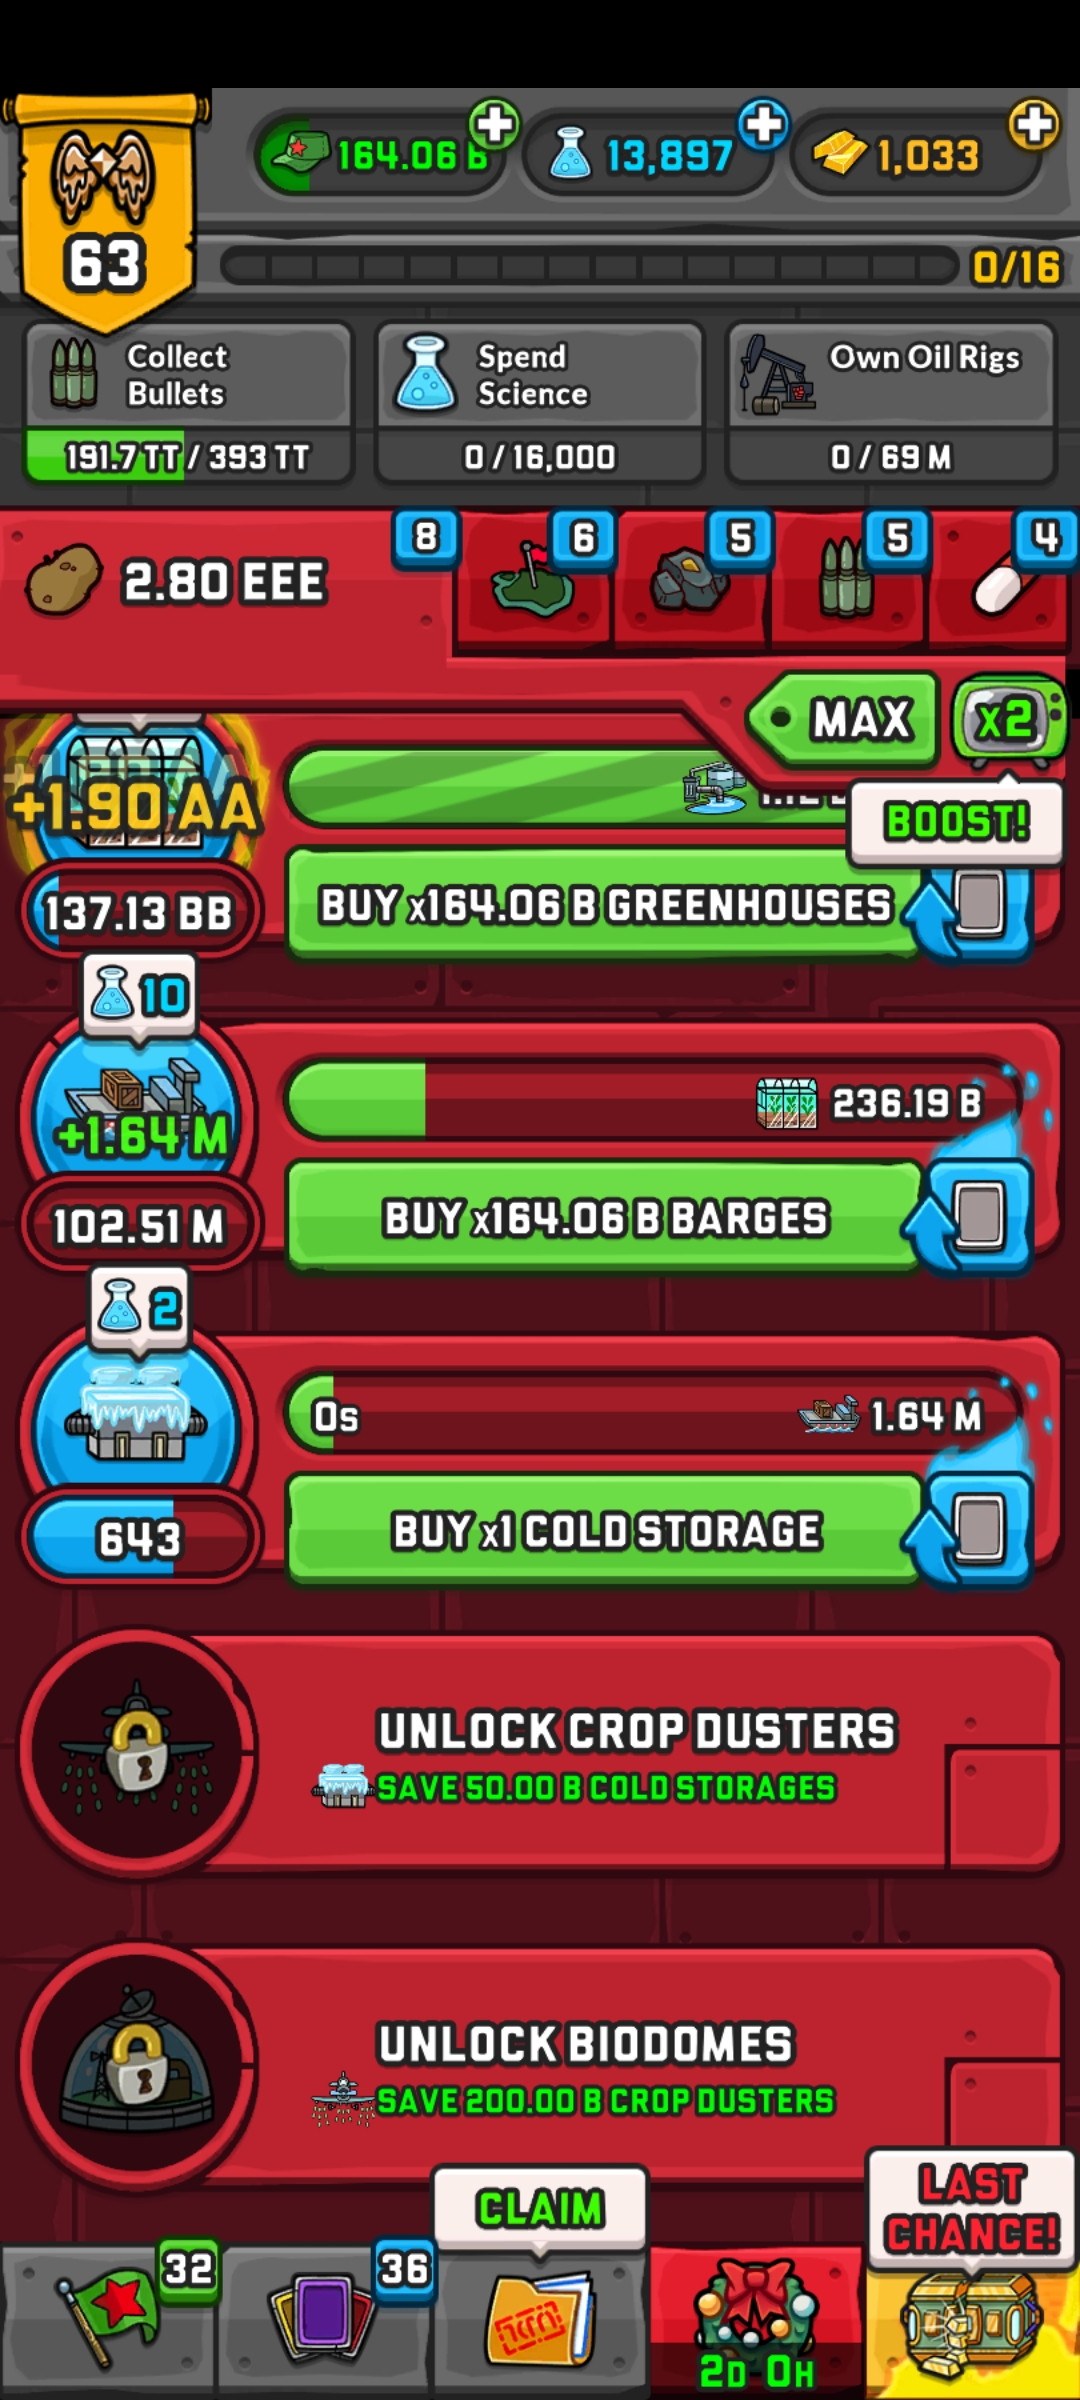 164.06 B
13,897
1,033
63
0/16
Collect
Bullets
191.7 TT / 393 TT
Spend
Science
0 / 16,000
Own Oil Rigs
0 / 69 M
2.80 EEE
8
6
5
5
4
MAX
x2
BOOST!
+1.90 AA
137.13 BB
BUY x164.06 B GREENHOUSES
10
+1.64 M
236.19 B
102.51 M
BUY x164.06 B BARGES
2
0s
1.64 M
643
BUY x1 COLD STORAGE
UNLOCK CROP DUSTERS
SAVE 50.00 B COLD STORAGES
UNLOCK BIODOMES
SAVE 200.00 B CROP DUSTERS
CLAIM
LAST
CHANCE!
32
36
2D 0H